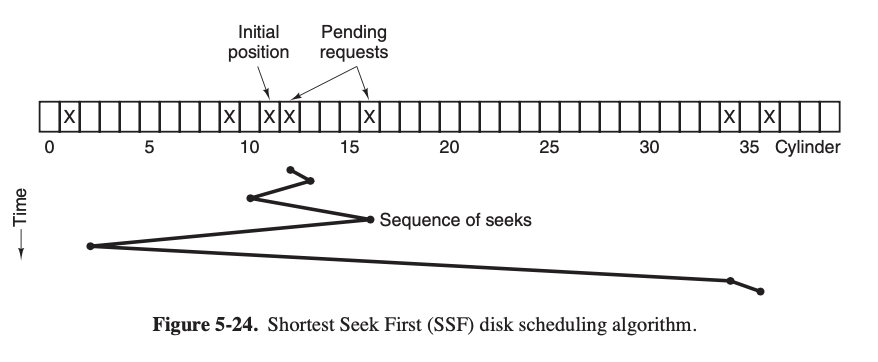 Initial
position
Pending
requests
X X X X X X X
0 5 10 15 20 25 30 35 Cylinder
Time
Sequence of seeks
Figure 5-24. Shortest Seek First (SSF) disk scheduling algorithm.